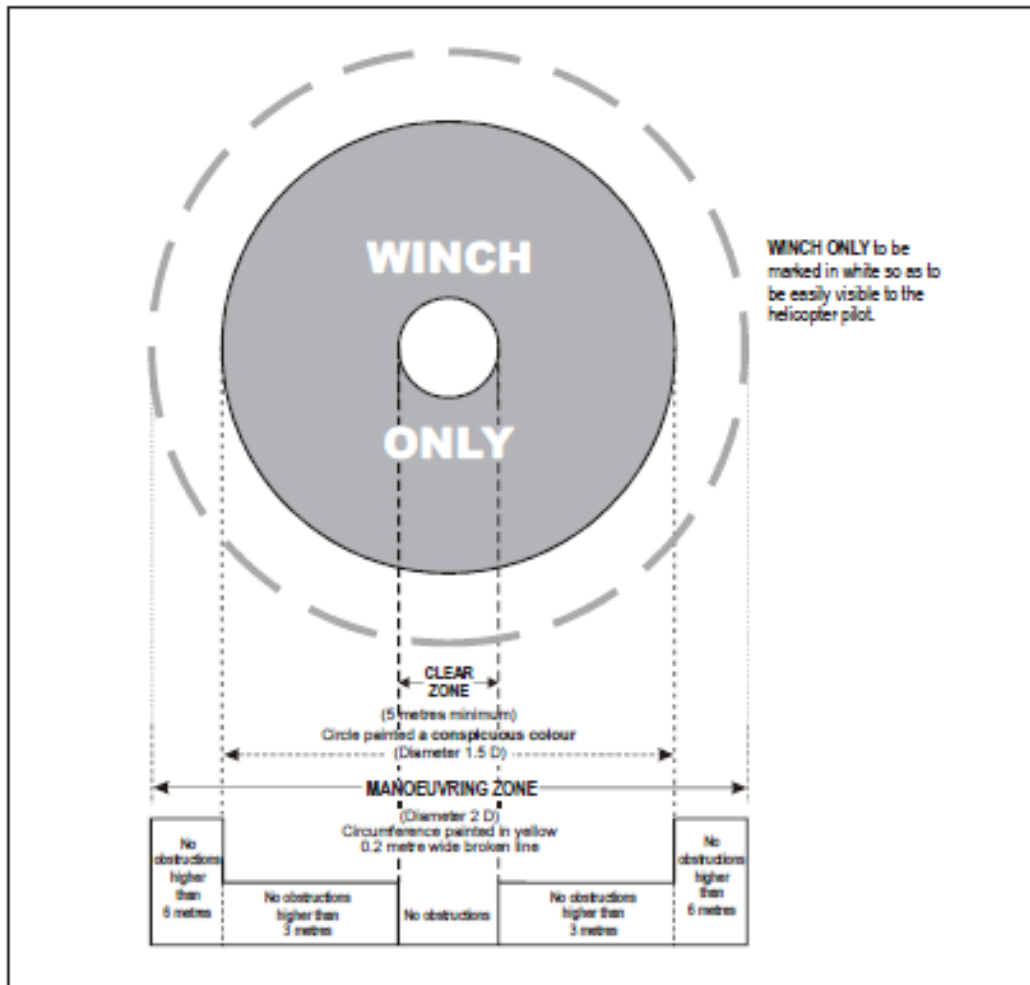 WINCH
ONLY
WINCH ONLY to be
marked in white so as to
be easily visible to the
helicopter pilot.
CLEAR
ZONE
(5 metres minimum)
Circle painted a conspicuous colour
(Diameter 1.5 D)
MANOEUVRING ZONE
(Diameter 2 D)
Circumference painted in yellow
0.2 metre wide broken line
No
obstructions
higher
than
6 metres
No obstructions
higher than
3 metres
No obstructions
No obstructions
higher than
3 metres
No
obstructions
higher
than
6 metres